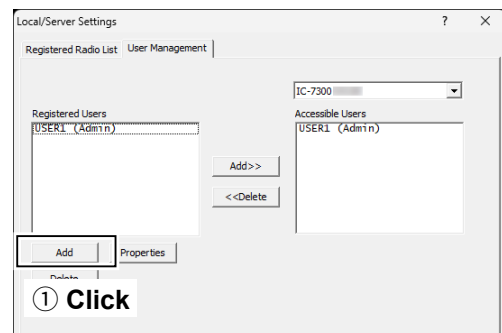 Local/Server Settings ? ×
Registered Radio List User Management
IC-7300
Registered Users Accessible Users
USER1 (Admin) USER1 (Admin)
Add>>
<<Delete
Add Properties
Delete
① Click